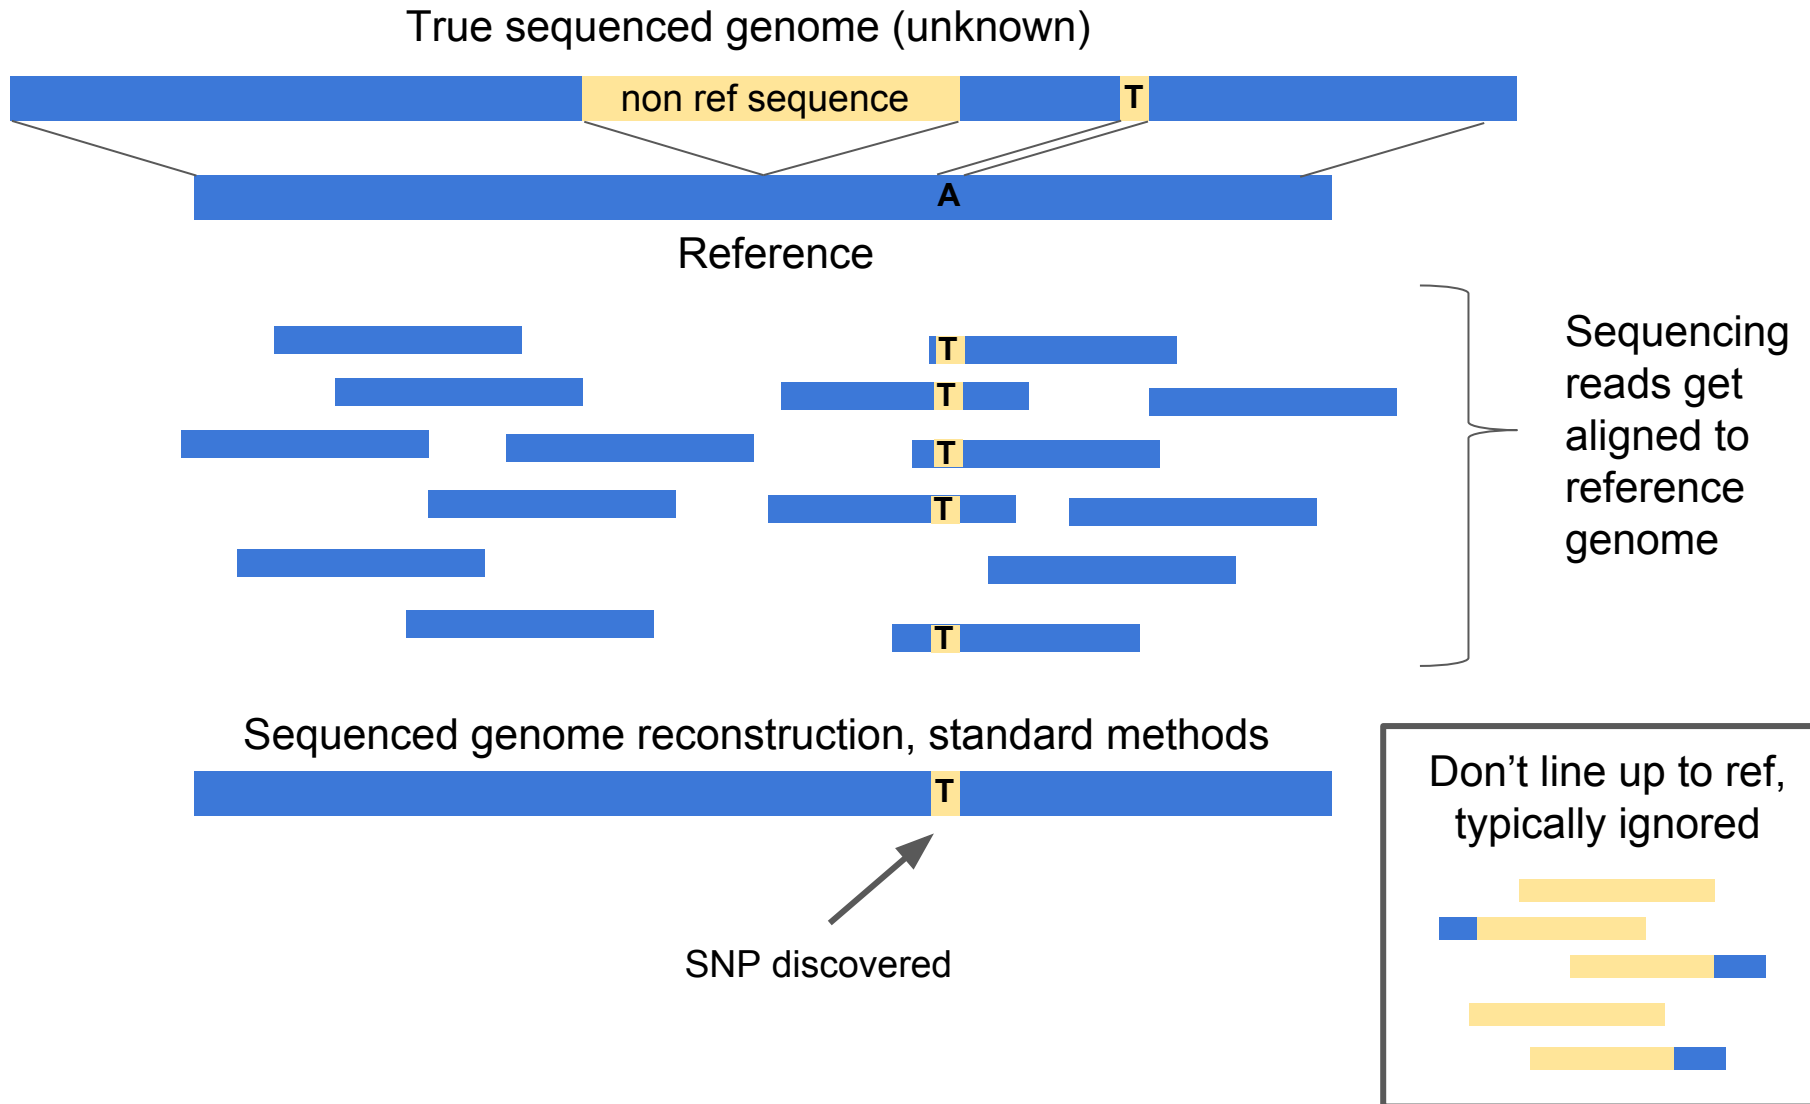 True sequenced genome (unknown)
non ref sequence
T
A
Reference
T
T
T
T
T
Sequencing
reads get
aligned to
reference
genome
Sequenced genome reconstruction, standard methods
T
SNP discovered
Don’t line up to ref,
typically ignored